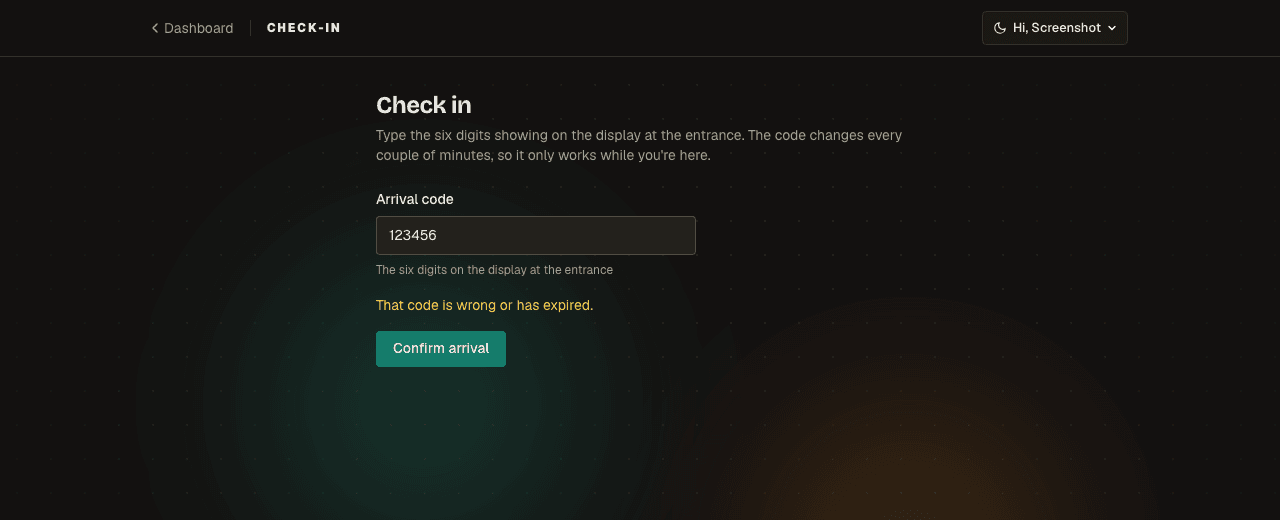 Dashboard
CHECK-IN
Hi, Screenshot
Check in
Type the six digits showing on the display at the entrance. The code changes every
couple of minutes, so it only works while you're here.
Arrival code
123456
The six digits on the display at the entrance
That code is wrong or has expired.
Confirm arrival